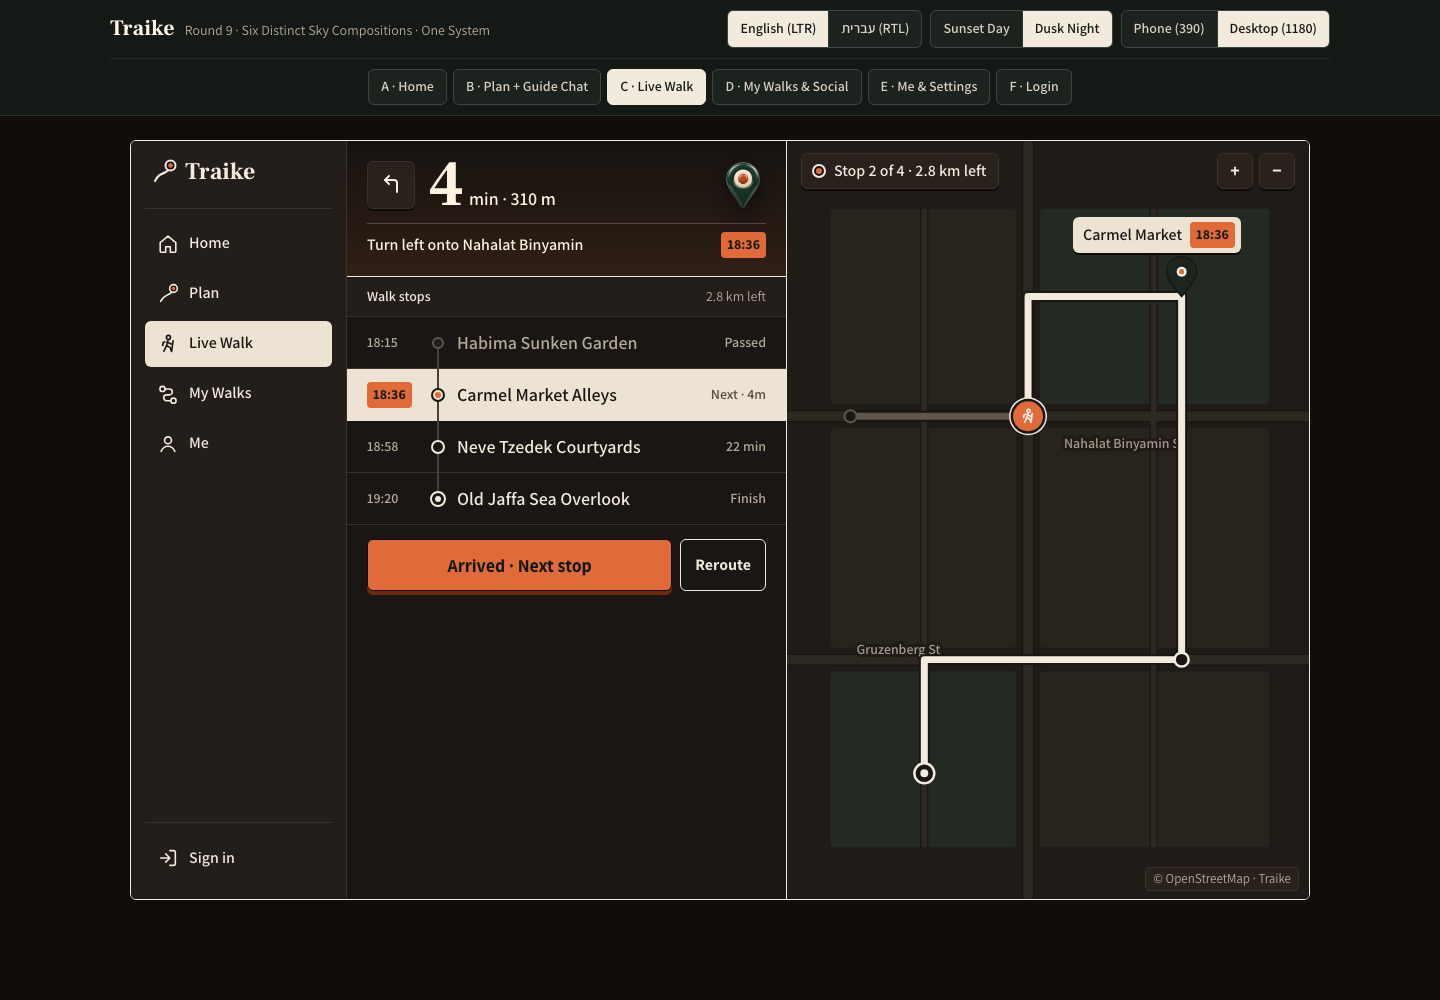 Traike
Round 9 · Six Distinct Sky Compositions · One System
English (LTR)
עברית (RTL)
Sunset Day
Dusk Night
Phone (390)
Desktop (1180)
A · Home
B · Plan + Guide Chat
C · Live Walk
D · My Walks & Social
E · Me & Settings
F · Login
Traike
Home
Plan
Live Walk
My Walks
Me
Sign in
4 min · 310 m
Turn left onto Nahalat Binyamin
18:36
Walk stops
2.8 km left
18:15 Habima Sunken Garden Passed
18:36 Carmel Market Alleys Next · 4m
18:58 Neve Tzedek Courtyards 22 min
19:20 Old Jaffa Sea Overlook Finish
Arrived · Next stop
Reroute
Stop 2 of 4 · 2.8 km left
+
−
Carmel Market 18:36
Nahalat Binyamin S
Gruzenberg St
© OpenStreetMap · Traike